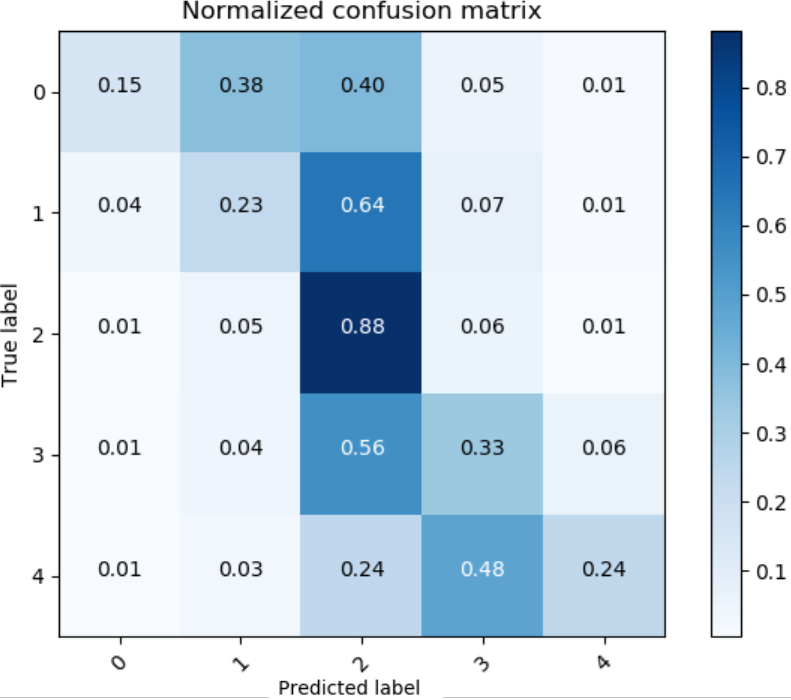 Normalized confusion matrix
0 0.15 0.38 0.40 0.05 0.01
1 0.04 0.23 0.64 0.07 0.01
2 0.01 0.05 0.88 0.06 0.01
3 0.01 0.04 0.56 0.33 0.06
4 0.01 0.03 0.24 0.48 0.24
0 1 2 3 4
True label
Predicted label
0.8
0.7
0.6
0.5
0.4
0.3
0.2
0.1